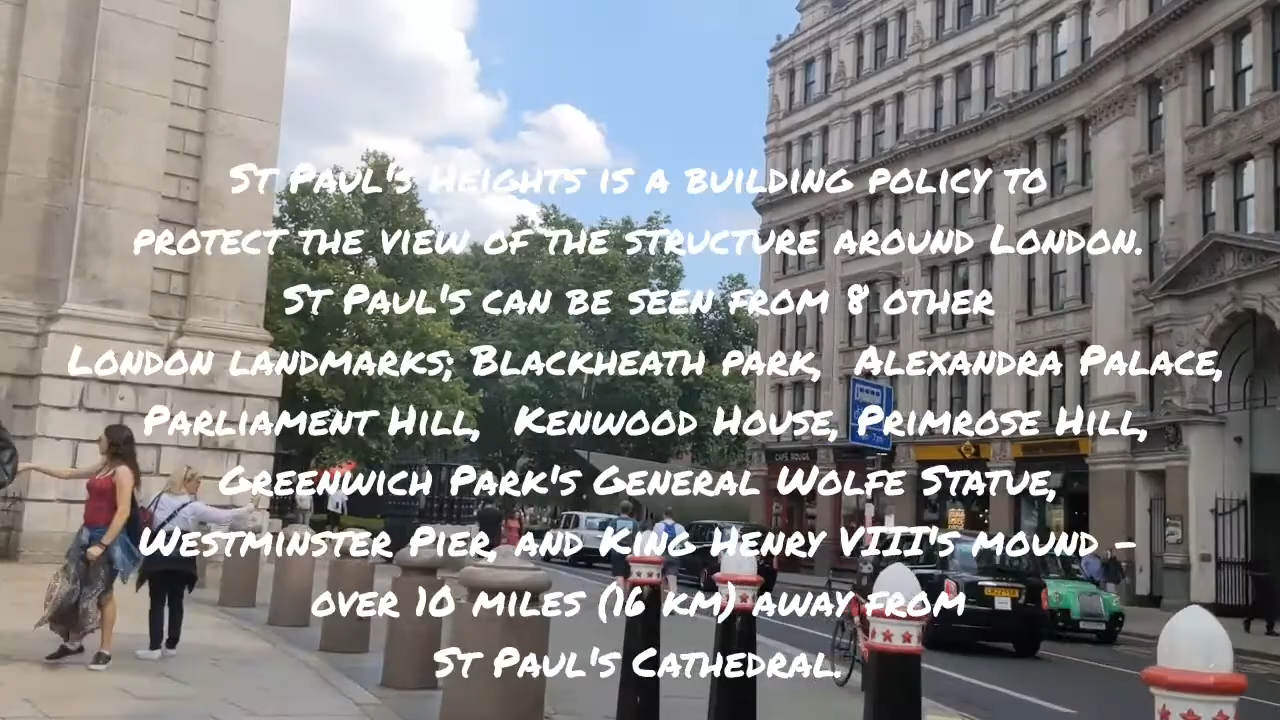 St Paul's Heights is a building policy to
protect the view of the structure around London.
St Paul's can be seen from 8 other
London landmarks; Blackheath park, Alexandra Palace,
Parliament Hill, Kenwood House, Primrose Hill,
Greenwich Park's General Wolfe Statue,
Westminster Pier, and King Henry VIII's mound -
over 10 miles (16 km) away from
St Paul's Cathedral.
CAFÉ ROUGE